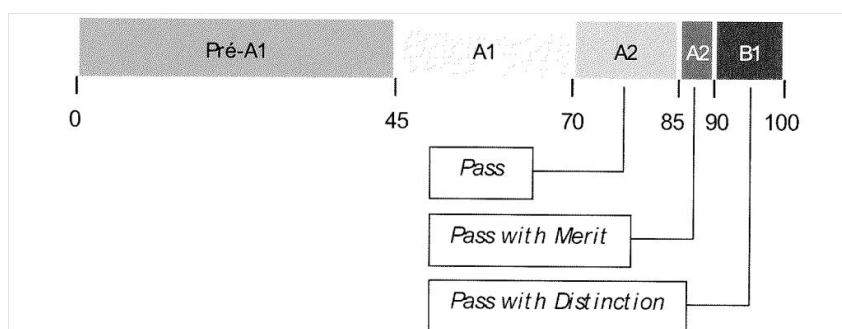 Pré-A1 A1 A2 A2 B1
0 45 70 85 90 100
Pass
Pass with Merit
Pass with Distinction